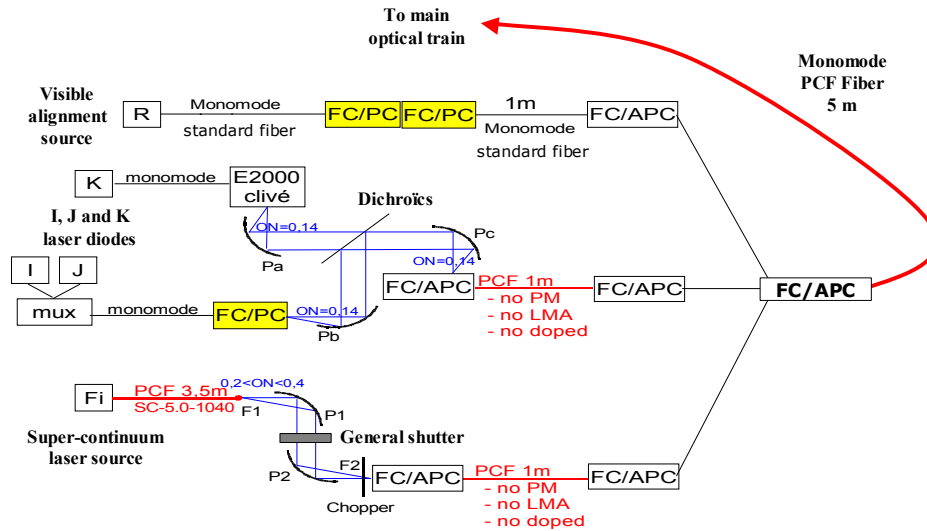 To main
optical train
Monomode
PCF Fiber
5 m
Visible
alignment
source
R
Monomode
standard fiber
FC/PC
FC/PC
1m
Monomode
standard fiber
FC/APC
K
monomode
E2000
clivé
Dichroïcs
I, J and K
laser diodes
ON=0,14
Pa
Pc
ON=0,14
I
J
mux
monomode
FC/PC
ON=0,14
Pb
FC/APC
PCF 1m
- no PM
- no LMA
- no doped
FC/APC
FC/APC
Fi
PCF 3,5m
SC-5.0-1040
0,2<ON<0,4
F1
P1
Super-continuum
laser source
General shutter
P2
F2
Chopper
FC/APC
PCF 1m
- no PM
- no LMA
- no doped
FC/APC